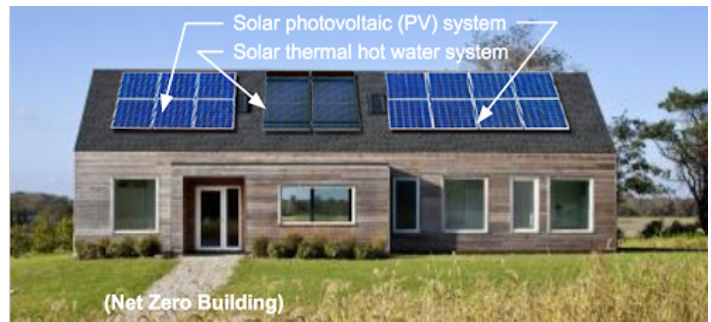 Solar photovoltaic (PV) system
Solar thermal hot water system
(Net Zero Building)